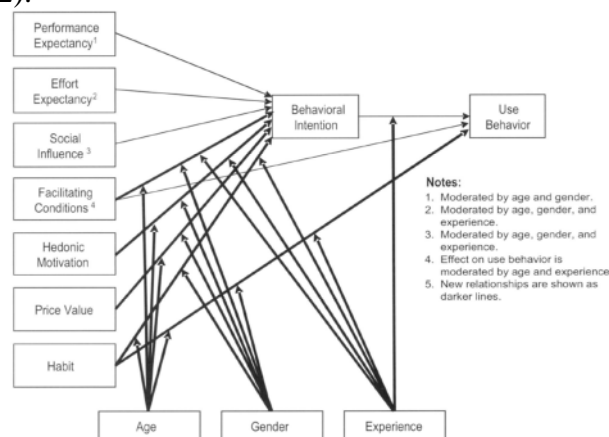 2).
Performance
Expectancy1
Effort
Expectancy2
Social
Influence 3
Facilitating
Conditions 4
Hedonic
Motivation
Price Value
Habit
Behavioral
Intention
Use
Behavior
Notes:
1. Moderated by age and gender.
2. Moderated by age, gender, and
experience.
3. Moderated by age, gender, and
experience.
4. Effect on use behavior is
moderated by age and experience
5. New relationships are shown as
darker lines.
Age
Gender
Experience